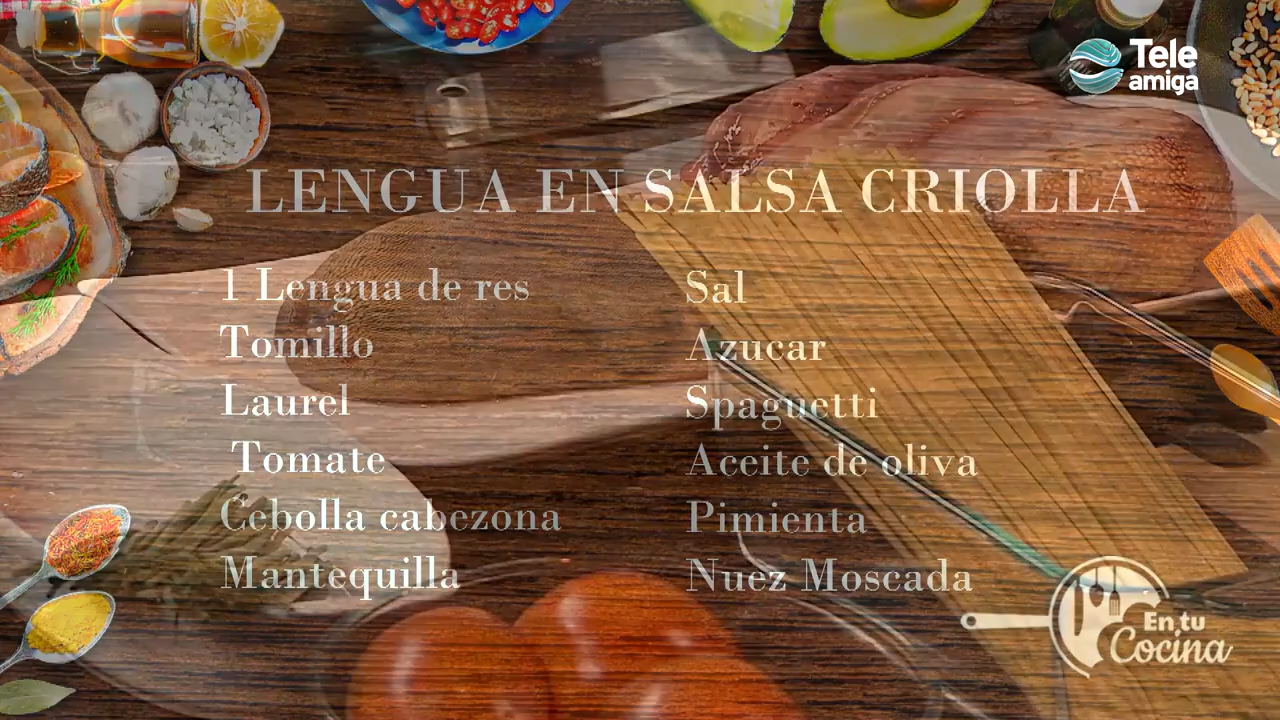 Tele
amiga
LENGUA EN SALSA CRIOLLA
1 Lengua de res
Tomillo
Laurel
Tomate
Cebolla cabezona
Mantequilla
Sal
Azucar
Spaguetti
Aceite de oliva
Pimienta
Nuez Moscada
En tu
Cocina